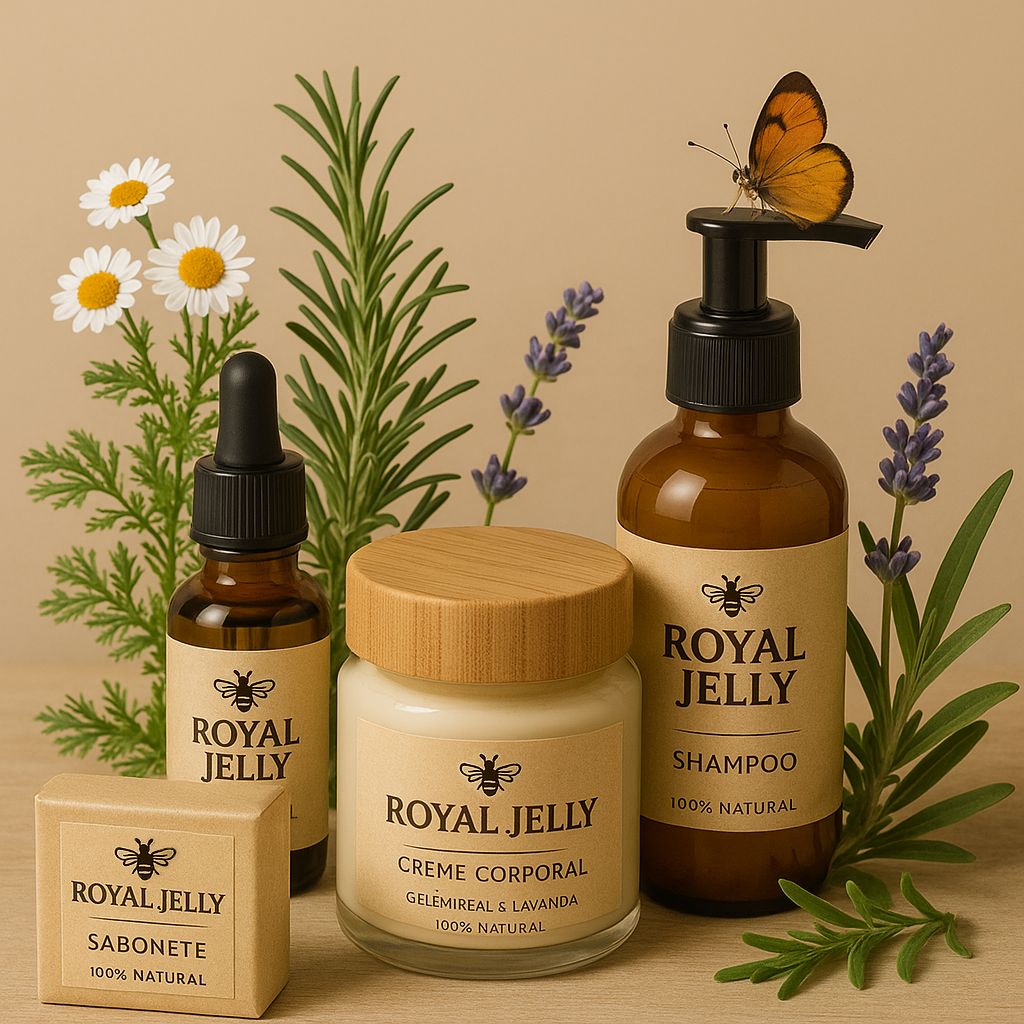 ROYAL
JELLY
SABONETE
100% NATURAL
ROYAL JELLY
ROYAL JELLY
CREME CORPORAL
GELEMIREAL & LAVANDA
100% NATURAL
ROYAL
JELLY
SHAMPOO
100% NATURAL